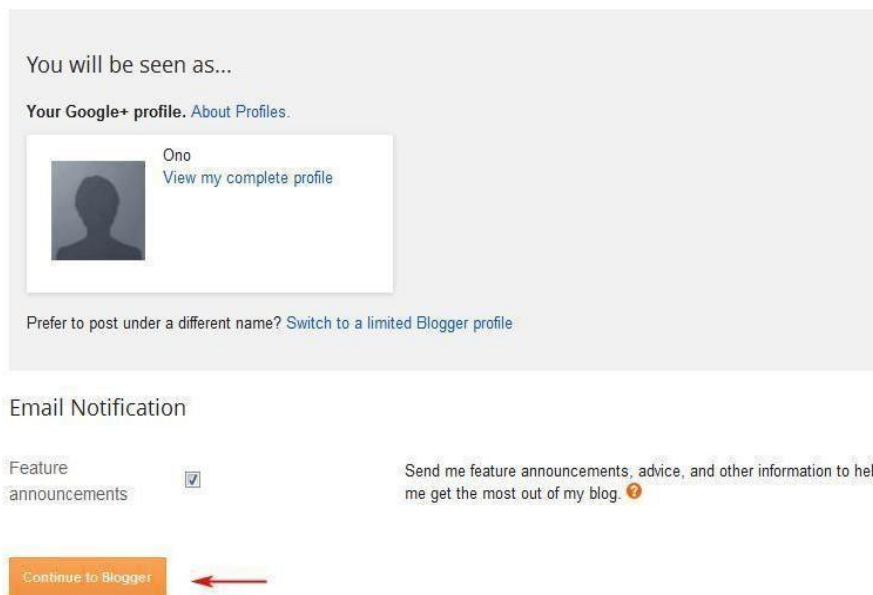 You will be seen as...
Your Google+ profile. About Profiles.
Ono
View my complete profile
Prefer to post under a different name? Switch to a limited Blogger profile
Email Notification
Feature
announcements
Send me feature announcements, advice, and other information to hel
me get the most out of my blog. ?
Continue to Blogger